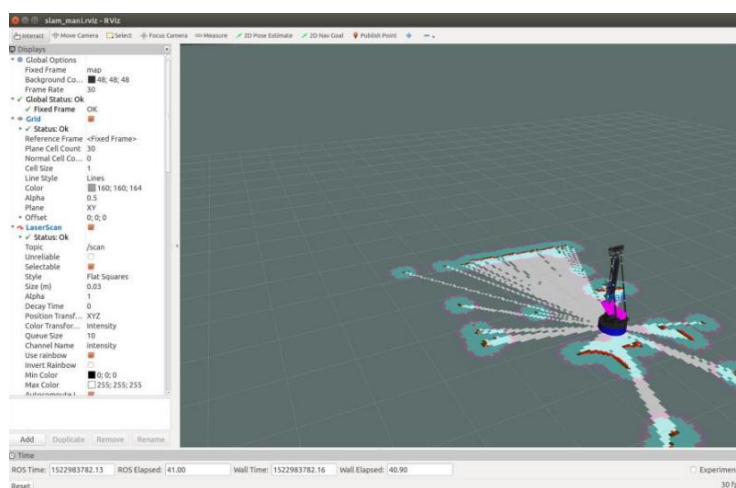 slam_mani.rviz - RViz
Interact Move Camera Select Focus Camera Measure 2D Pose Estimate 2D Nav Goal Publish Point
Displays
Global Options
Fixed Frame map
Background Co... 48; 48; 48
Frame Rate 30
Global Status: Ok
Fixed Frame OK
Grid
Status: Ok
Reference Frame <Fixed Frame>
Plane Cell Count 30
Normal Cell Co... 0
Cell Size 1
Line Style Lines
Color 160; 160; 164
Alpha 0.5
Plane XY
Offset 0; 0; 0
LaserScan
Status: Ok
Topic /scan
Unreliable
Selectable
Style Flat Squares
Size (m) 0.03
Alpha 1
Decay Time 0
Position Transf... XYZ
Color Transfor... Intensity
Queue Size 10
Channel Name intensity
Use rainbow
Invert Rainbow
Min Color 0; 0; 0
Max Color 255; 255; 255
Add Duplicate Remove Rename
Time
ROS Time: 1522983782.13 ROS Elapsed: 41.00 Wall Time: 1522983782.16 Wall Elapsed: 40.90 Experimen
Reset 30 fp